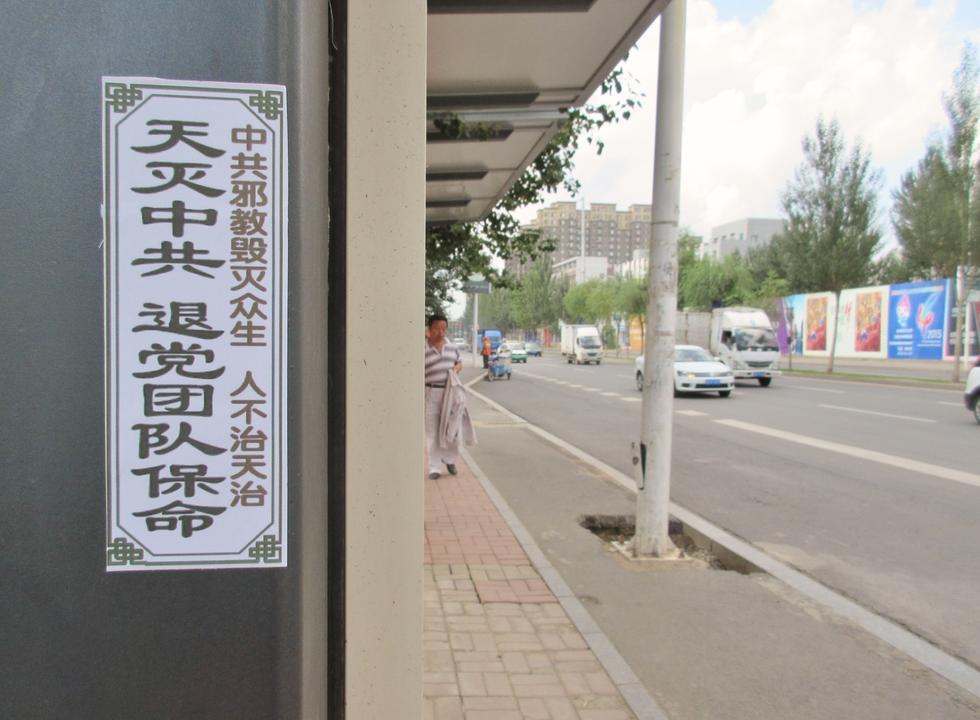 中共邪教毁灭众生 人不治天治
天灭中共 退党团队保命
2015